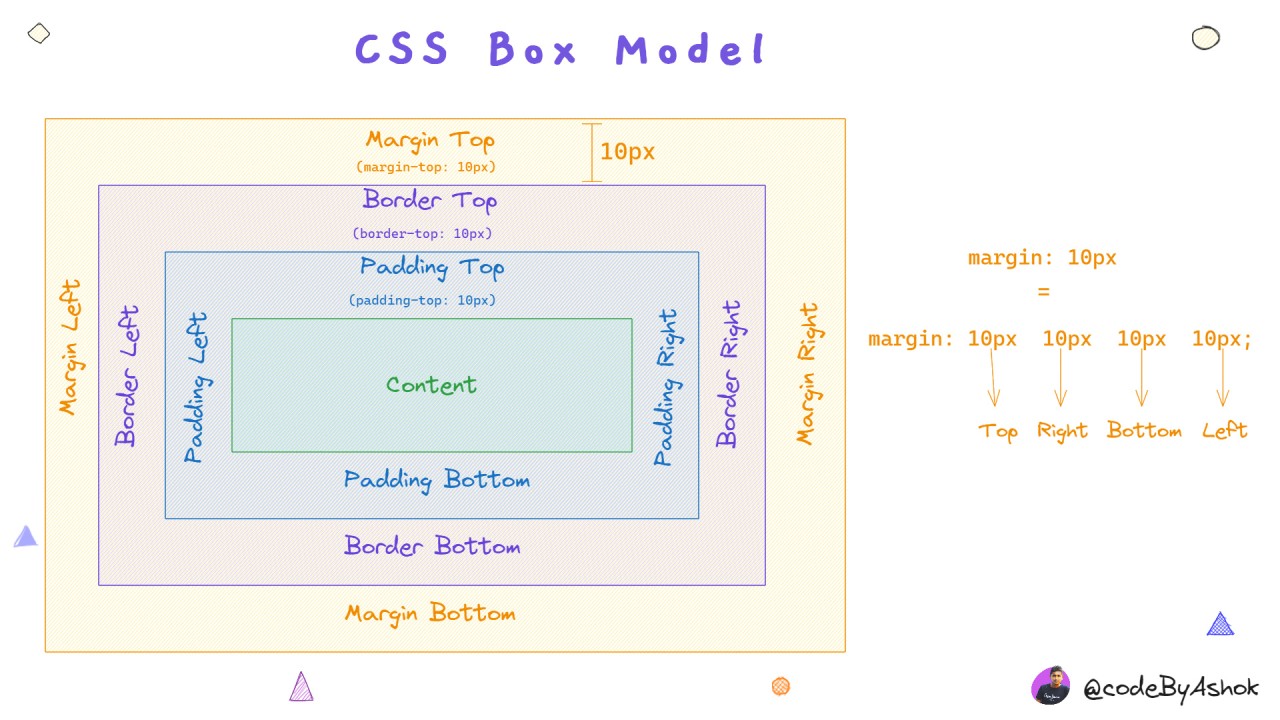 CSS Box Model
Margin Top
(margin-top: 10px)
10px
Border Top
(border-top: 10px)
Padding Top
(padding-top: 10px)
Margin Left
Border Left
Padding Left
Content
Padding Right
Border Right
Margin Right
Padding Bottom
Border Bottom
Margin Bottom
margin: 10px
=
margin: 10px 10px 10px 10px;
Top Right Bottom Left
@codeByAshok